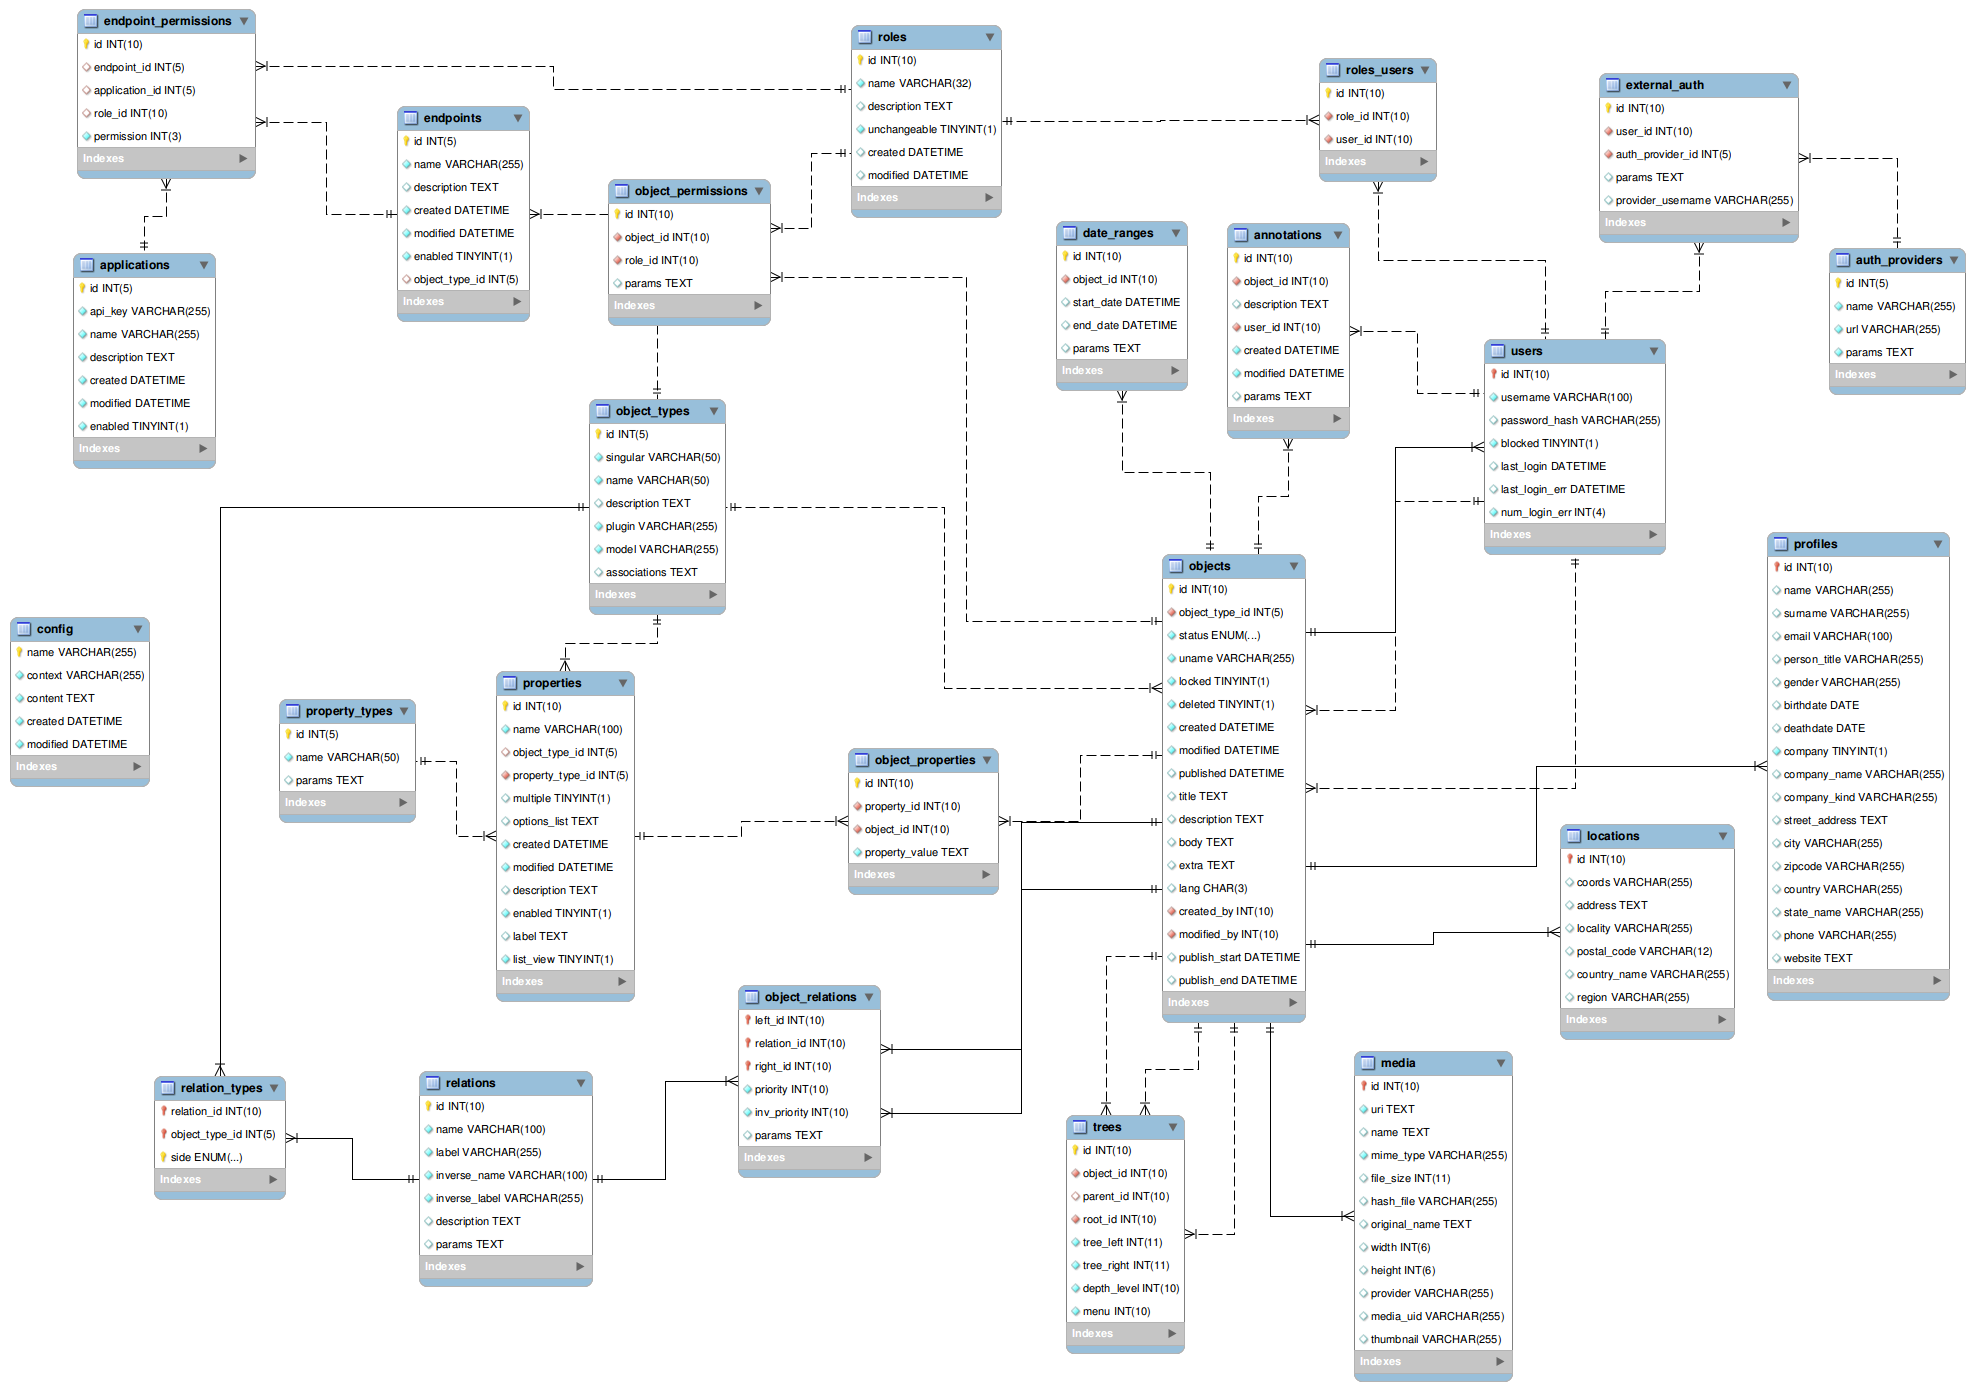 endpoint_permissions
id INT(10)
endpoint_id INT(5)
application_id INT(5)
role_id INT(10)
permission INT(3)
Indexes
endpoints
id INT(5)
name VARCHAR(255)
description TEXT
created DATETIME
modified DATETIME
enabled TINYINT(1)
object_type_id INT(5)
Indexes
applications
id INT(5)
api_key VARCHAR(255)
name VARCHAR(255)
description TEXT
created DATETIME
modified DATETIME
enabled TINYINT(1)
Indexes
object_permissions
id INT(10)
object_id INT(10)
role_id INT(10)
params TEXT
Indexes
roles
id INT(10)
name VARCHAR(32)
description TEXT
unchangeable TINYINT(1)
created DATETIME
modified DATETIME
Indexes
roles_users
id INT(10)
role_id INT(10)
user_id INT(10)
Indexes
external_auth
id INT(10)
user_id INT(10)
auth_provider_id INT(5)
params TEXT
provider_username VARCHAR(255)
Indexes
auth_providers
id INT(5)
name VARCHAR(255)
url VARCHAR(255)
params TEXT
Indexes
date_ranges
id INT(10)
object_id INT(10)
start_date DATETIME
end_date DATETIME
params TEXT
Indexes
annotations
id INT(10)
object_id INT(10)
description TEXT
user_id INT(10)
created DATETIME
modified DATETIME
params TEXT
Indexes
users
id INT(10)
username VARCHAR(100)
password_hash VARCHAR(255)
blocked TINYINT(1)
last_login DATETIME
last_login_err DATETIME
num_login_err INT(4)
Indexes
object_types
id INT(5)
singular VARCHAR(50)
name VARCHAR(50)
description TEXT
plugin VARCHAR(255)
model VARCHAR(255)
associations TEXT
Indexes
config
name VARCHAR(255)
context VARCHAR(255)
content TEXT
created DATETIME
modified DATETIME
Indexes
property_types
id INT(5)
name VARCHAR(50)
params TEXT
Indexes
properties
id INT(10)
name VARCHAR(100)
object_type_id INT(5)
property_type_id INT(5)
multiple TINYINT(1)
options_list TEXT
created DATETIME
modified DATETIME
description TEXT
enabled TINYINT(1)
label TEXT
list_view TINYINT(1)
Indexes
object_properties
id INT(10)
property_id INT(10)
object_id INT(10)
property_value TEXT
Indexes
objects
id INT(10)
object_type_id INT(5)
status ENUM(...)
uname VARCHAR(255)
locked TINYINT(1)
deleted TINYINT(1)
created DATETIME
modified DATETIME
published DATETIME
title TEXT
description TEXT
body TEXT
extra TEXT
lang CHAR(3)
created_by INT(10)
modified_by INT(10)
publish_start DATETIME
publish_end DATETIME
Indexes
profiles
id INT(10)
name VARCHAR(255)
surname VARCHAR(255)
email VARCHAR(100)
person_title VARCHAR(255)
gender VARCHAR(255)
birthdate DATE
deathdate DATE
company TINYINT(1)
company_name VARCHAR(255)
company_kind VARCHAR(255)
street_address TEXT
city VARCHAR(255)
zipcode VARCHAR(255)
country VARCHAR(255)
state_name VARCHAR(255)
phone VARCHAR(255)
website TEXT
Indexes
locations
id INT(10)
coords VARCHAR(255)
address TEXT
locality VARCHAR(255)
postal_code VARCHAR(12)
country_name VARCHAR(255)
region VARCHAR(255)
Indexes
relation_types
relation_id INT(10)
object_type_id INT(5)
side ENUM(...)
Indexes
relations
id INT(10)
name VARCHAR(100)
label VARCHAR(255)
inverse_name VARCHAR(100)
inverse_label VARCHAR(255)
description TEXT
params TEXT
Indexes
object_relations
left_id INT(10)
relation_id INT(10)
right_id INT(10)
priority INT(10)
inv_priority INT(10)
params TEXT
Indexes
trees
id INT(10)
object_id INT(10)
parent_id INT(10)
root_id INT(10)
tree_left INT(11)
tree_right INT(11)
depth_level INT(10)
menu INT(10)
Indexes
media
id INT(10)
uri TEXT
name TEXT
mime_type VARCHAR(255)
file_size INT(11)
hash_file VARCHAR(255)
original_name TEXT
width INT(6)
height INT(6)
provider VARCHAR(255)
media_uid VARCHAR(255)
thumbnail VARCHAR(255)
Indexes